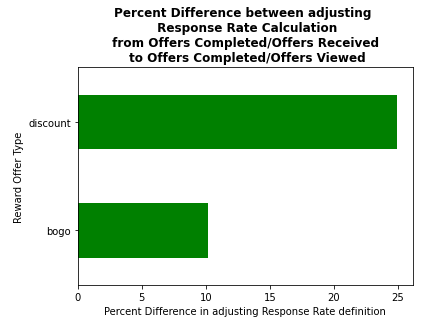 Percent Difference between adjusting
Response Rate Calculation
from Offers Completed/Offers Received
to Offers Completed/Offers Viewed
Reward Offer Type
discount
bogo
0 5 10 15 20 25
Percent Difference in adjusting Response Rate definition